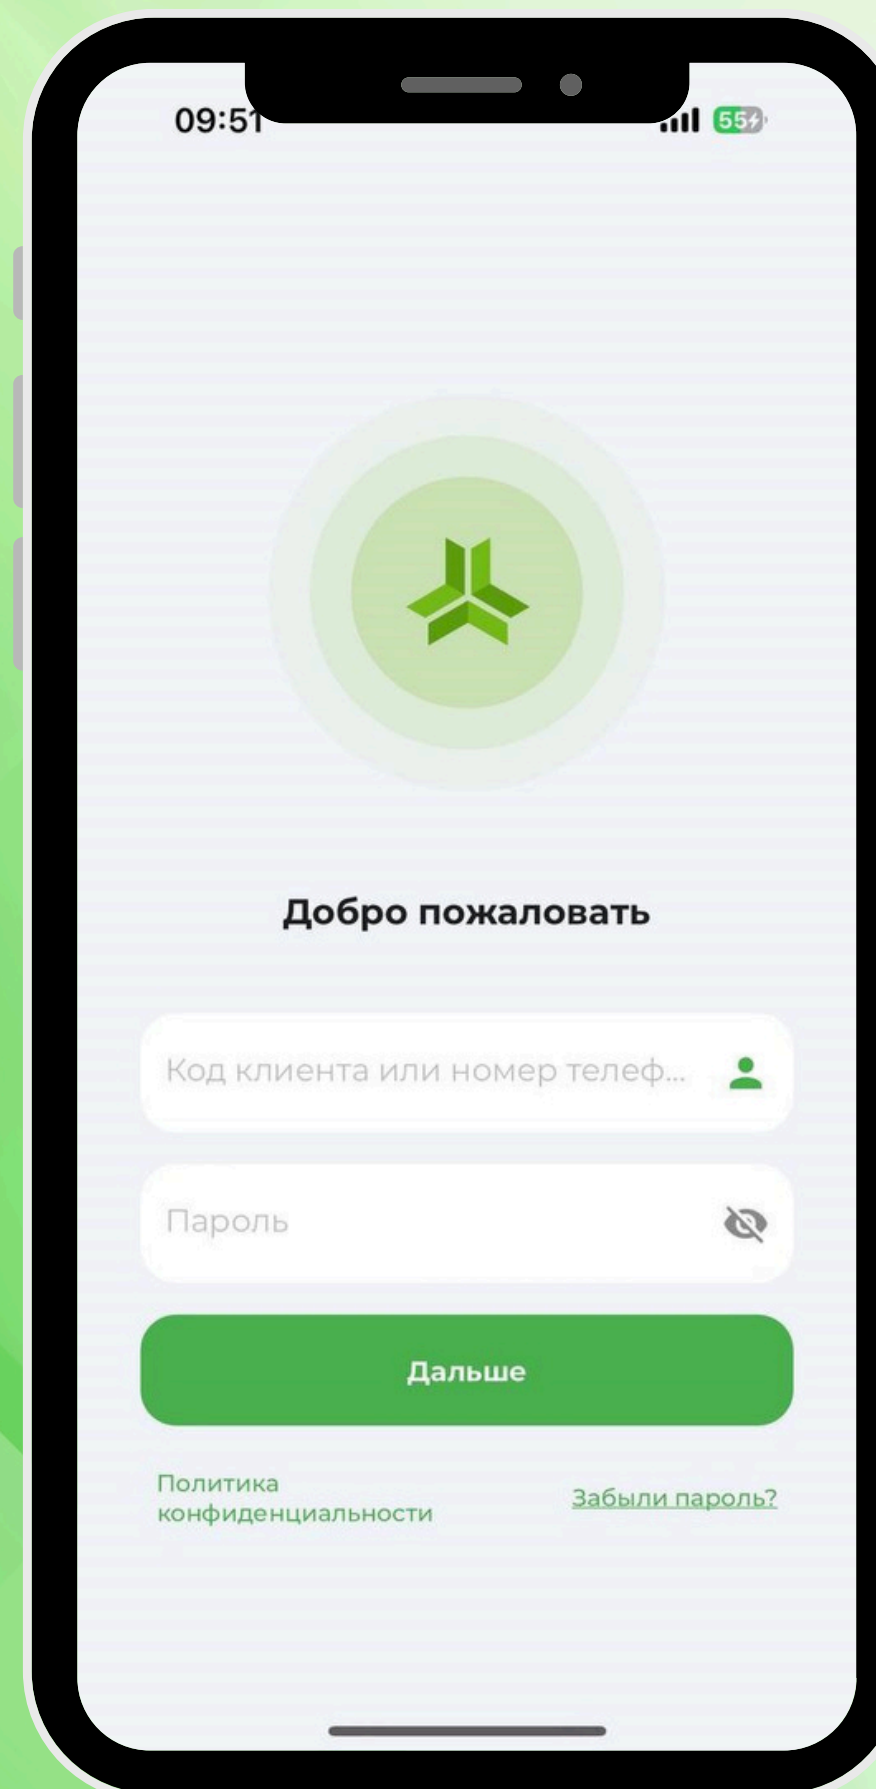 09:51
55
Добро пожаловать
Код клиента или номер телеф...
Пароль
Дальше
Политика
конфиденциальности
Забыли пароль?